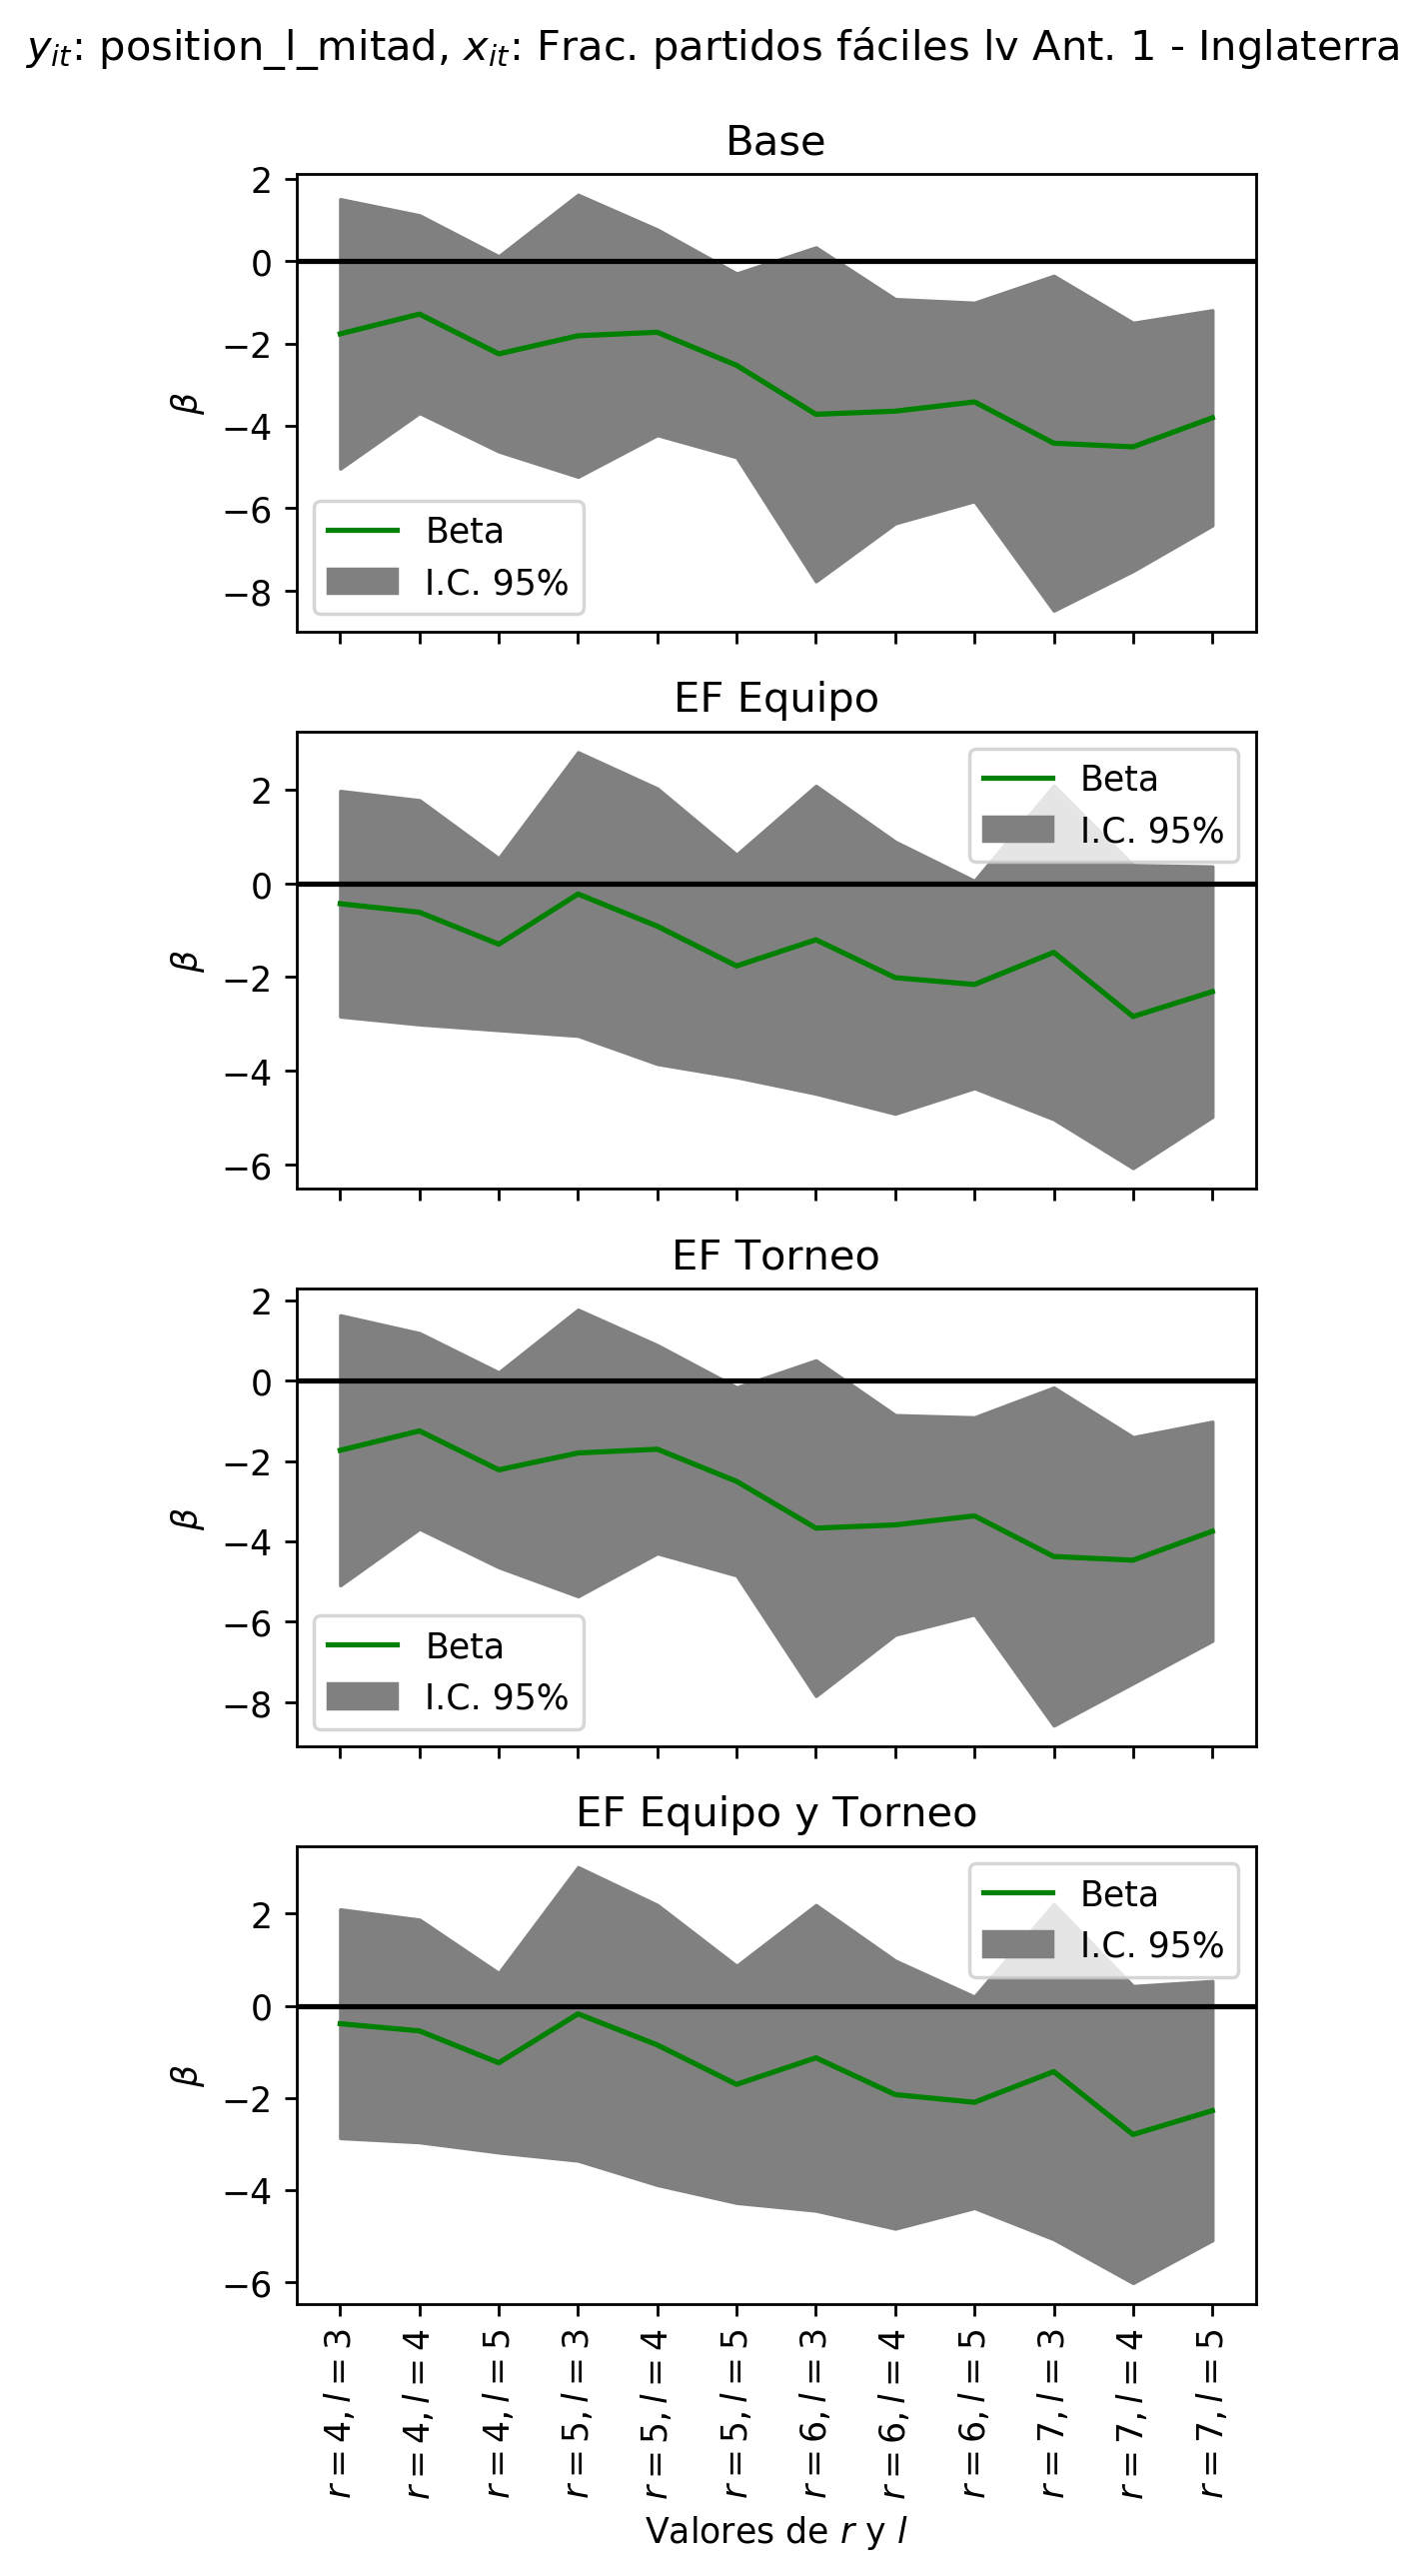 y_it: position_l_mitad, x_it: Frac. partidos fáciles lv Ant. 1 - Inglaterra
Base
2
0
−2
−4
−6
−8
β
Beta
I.C. 95%
EF Equipo
2
0
−2
−4
−6
β
Beta
I.C. 95%
EF Torneo
2
0
−2
−4
−6
−8
β
Beta
I.C. 95%
EF Equipo y Torneo
2
0
−2
−4
−6
β
Beta
I.C. 95%
r = 4, l = 3
r = 4, l = 4
r = 4, l = 5
r = 5, l = 3
r = 5, l = 4
r = 5, l = 5
r = 6, l = 3
r = 6, l = 4
r = 6, l = 5
r = 7, l = 3
r = 7, l = 4
r = 7, l = 5
Valores de r y l